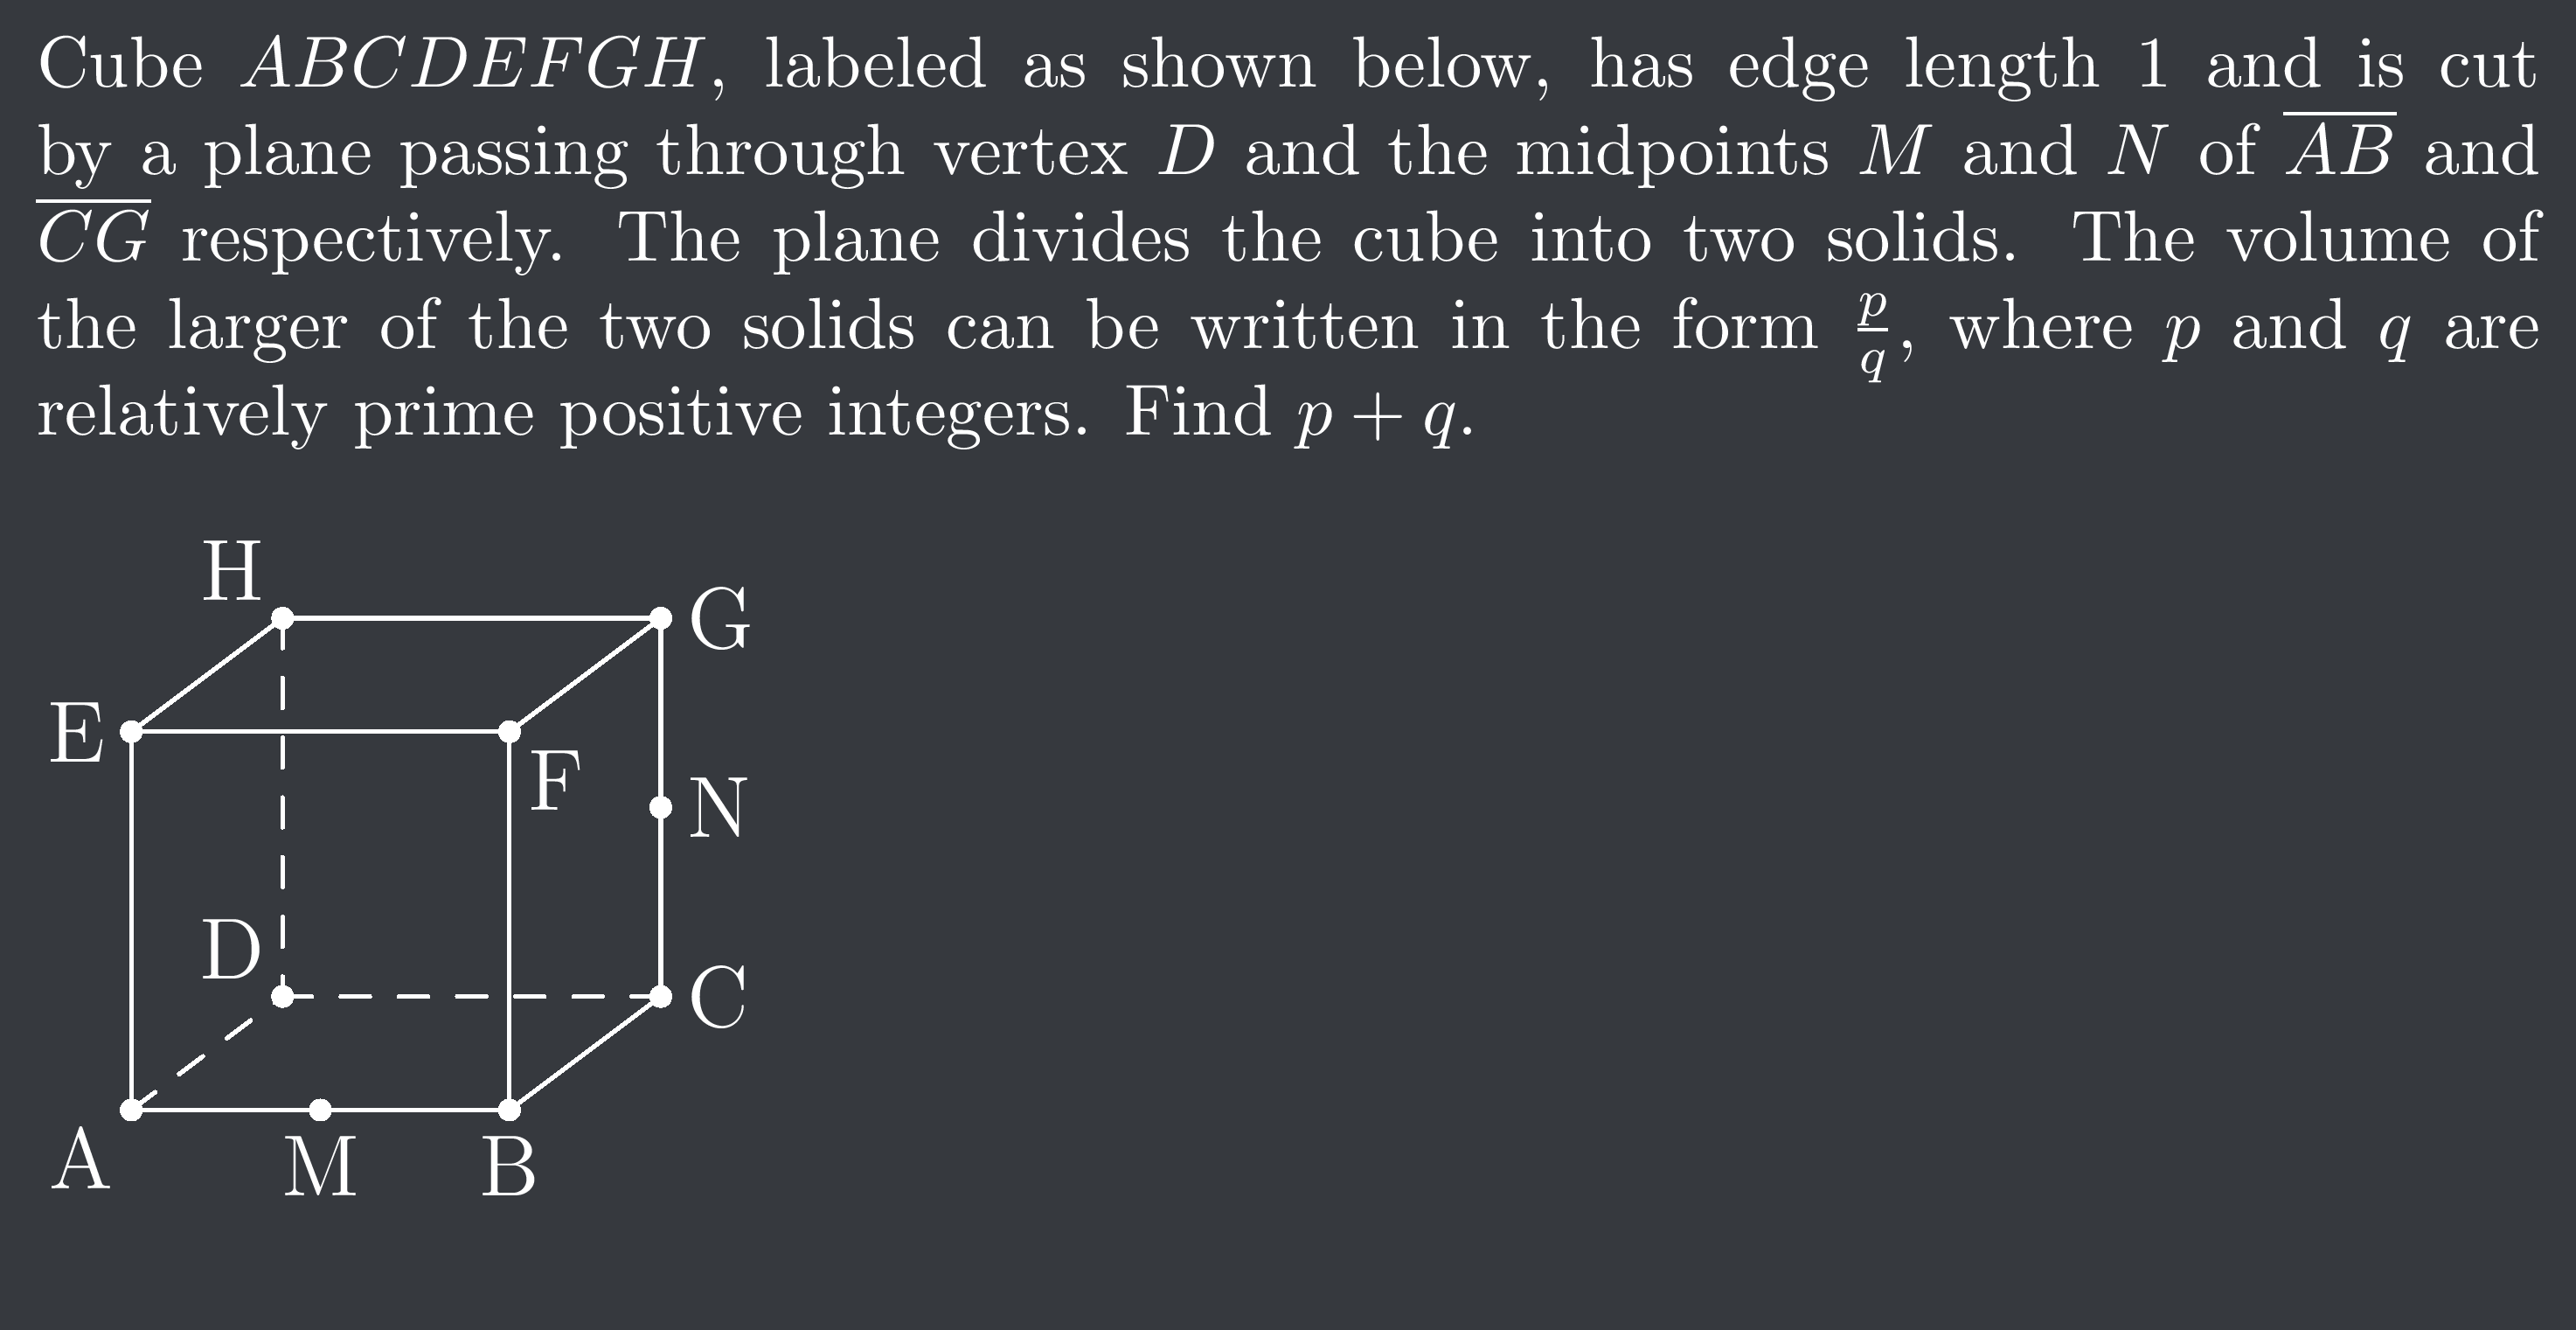 Cube ABCDEFGH, labeled as shown below, has edge length 1 and is cut
by a plane passing through vertex D and the midpoints M and N of \overline{AB} and
\overline{CG} respectively. The plane divides the cube into two solids. The volume of
the larger of the two solids can be written in the form \frac{p}{q}, where p and q are
relatively prime positive integers. Find p + q.
H
G
E
F
N
D
C
A
M
B